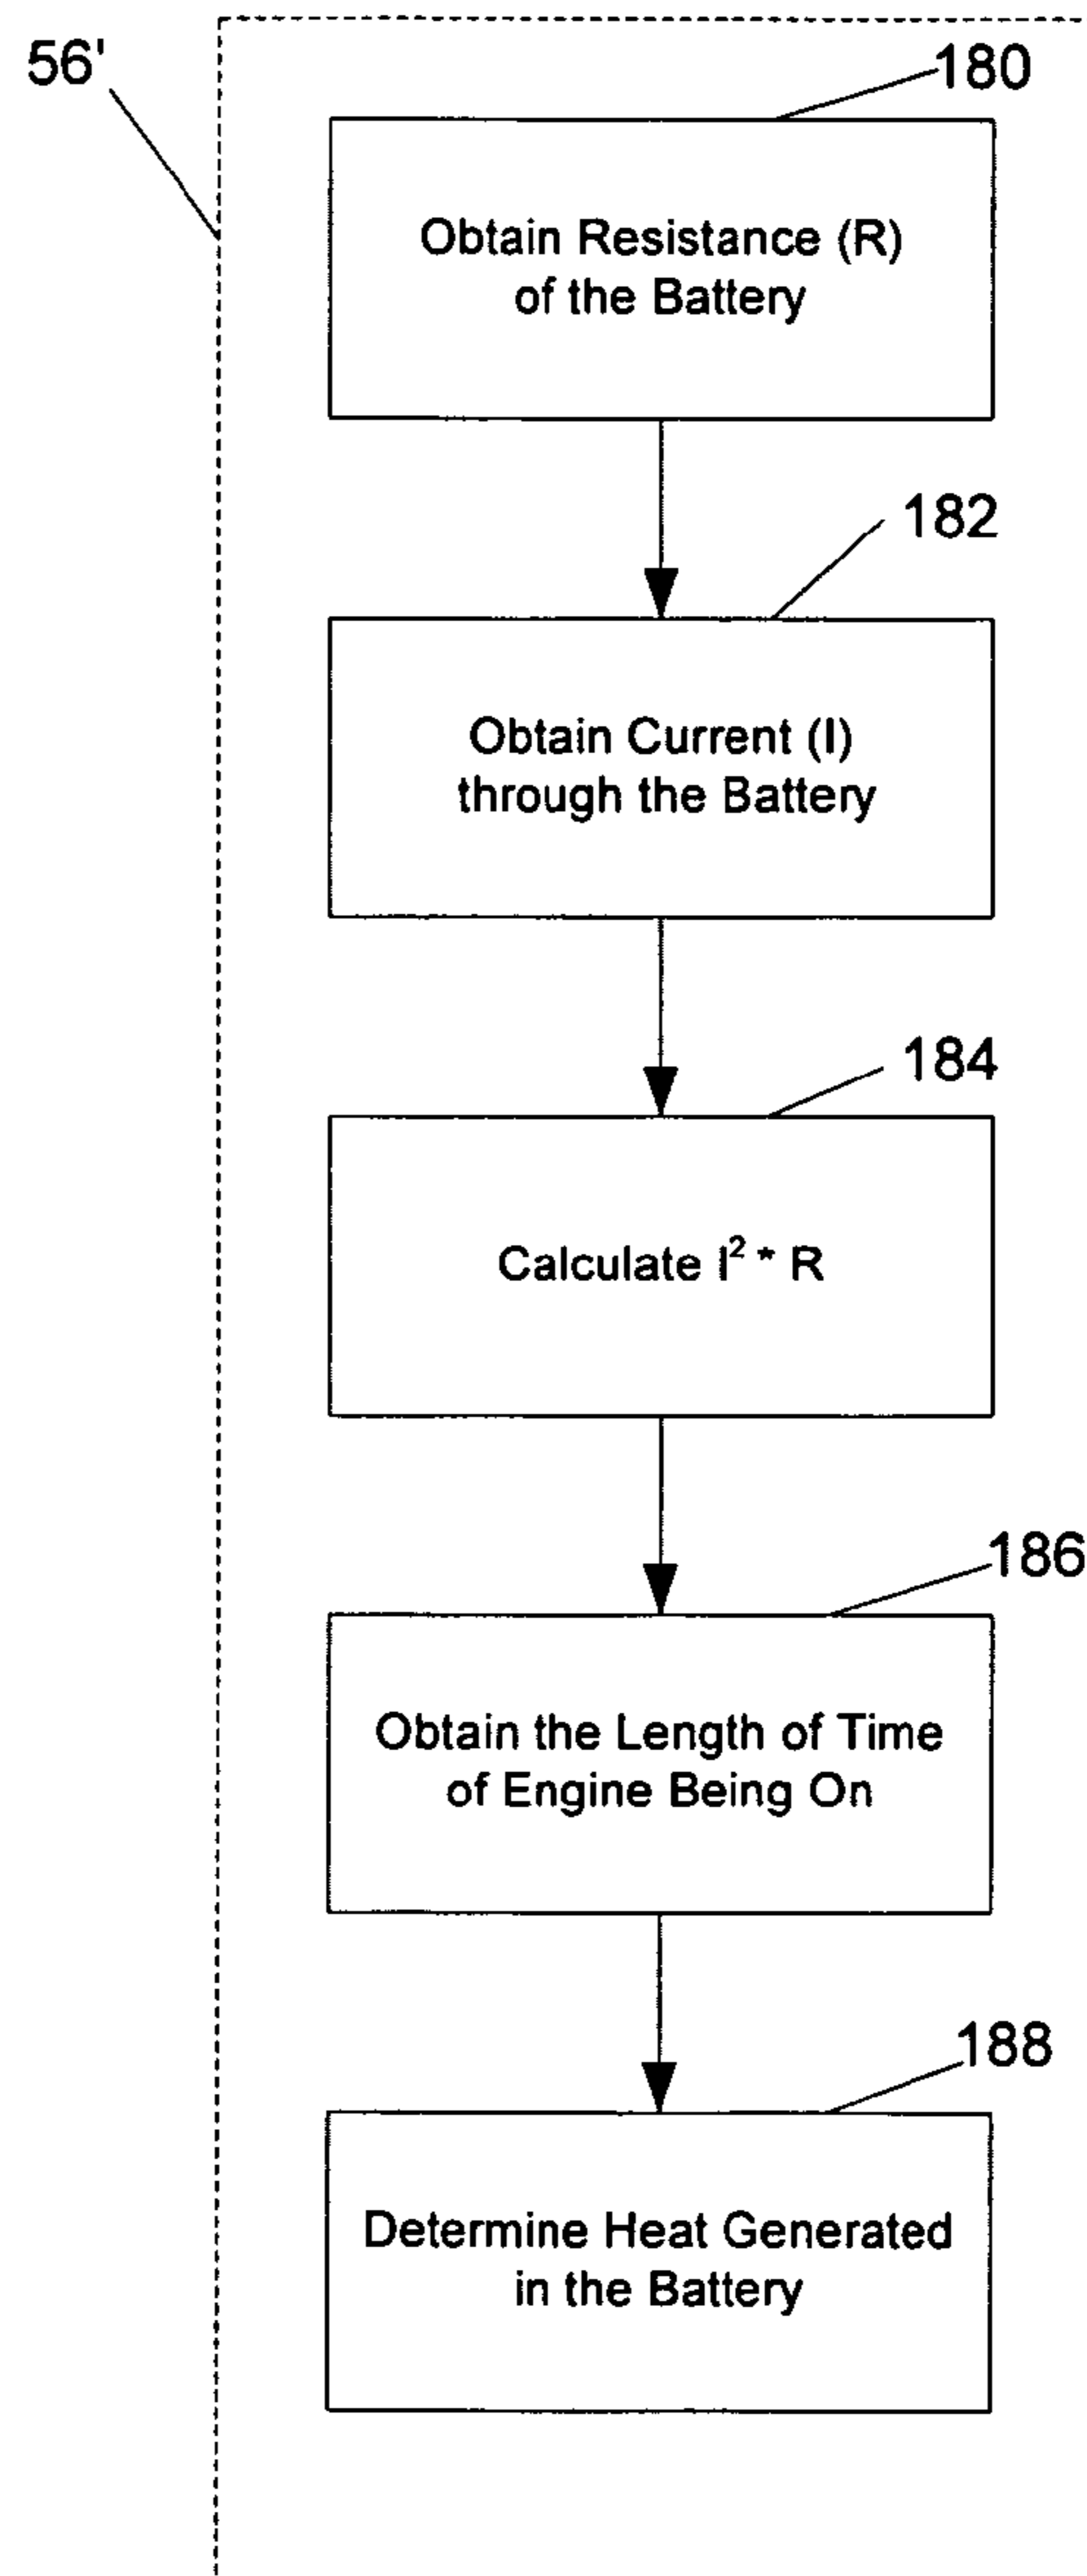 56'
180
Obtain Resistance (R)
of the Battery
182
Obtain Current (I)
through the Battery
184
Calculate I² * R
186
Obtain the Length of Time
of Engine Being On
188
Determine Heat Generated
in the Battery